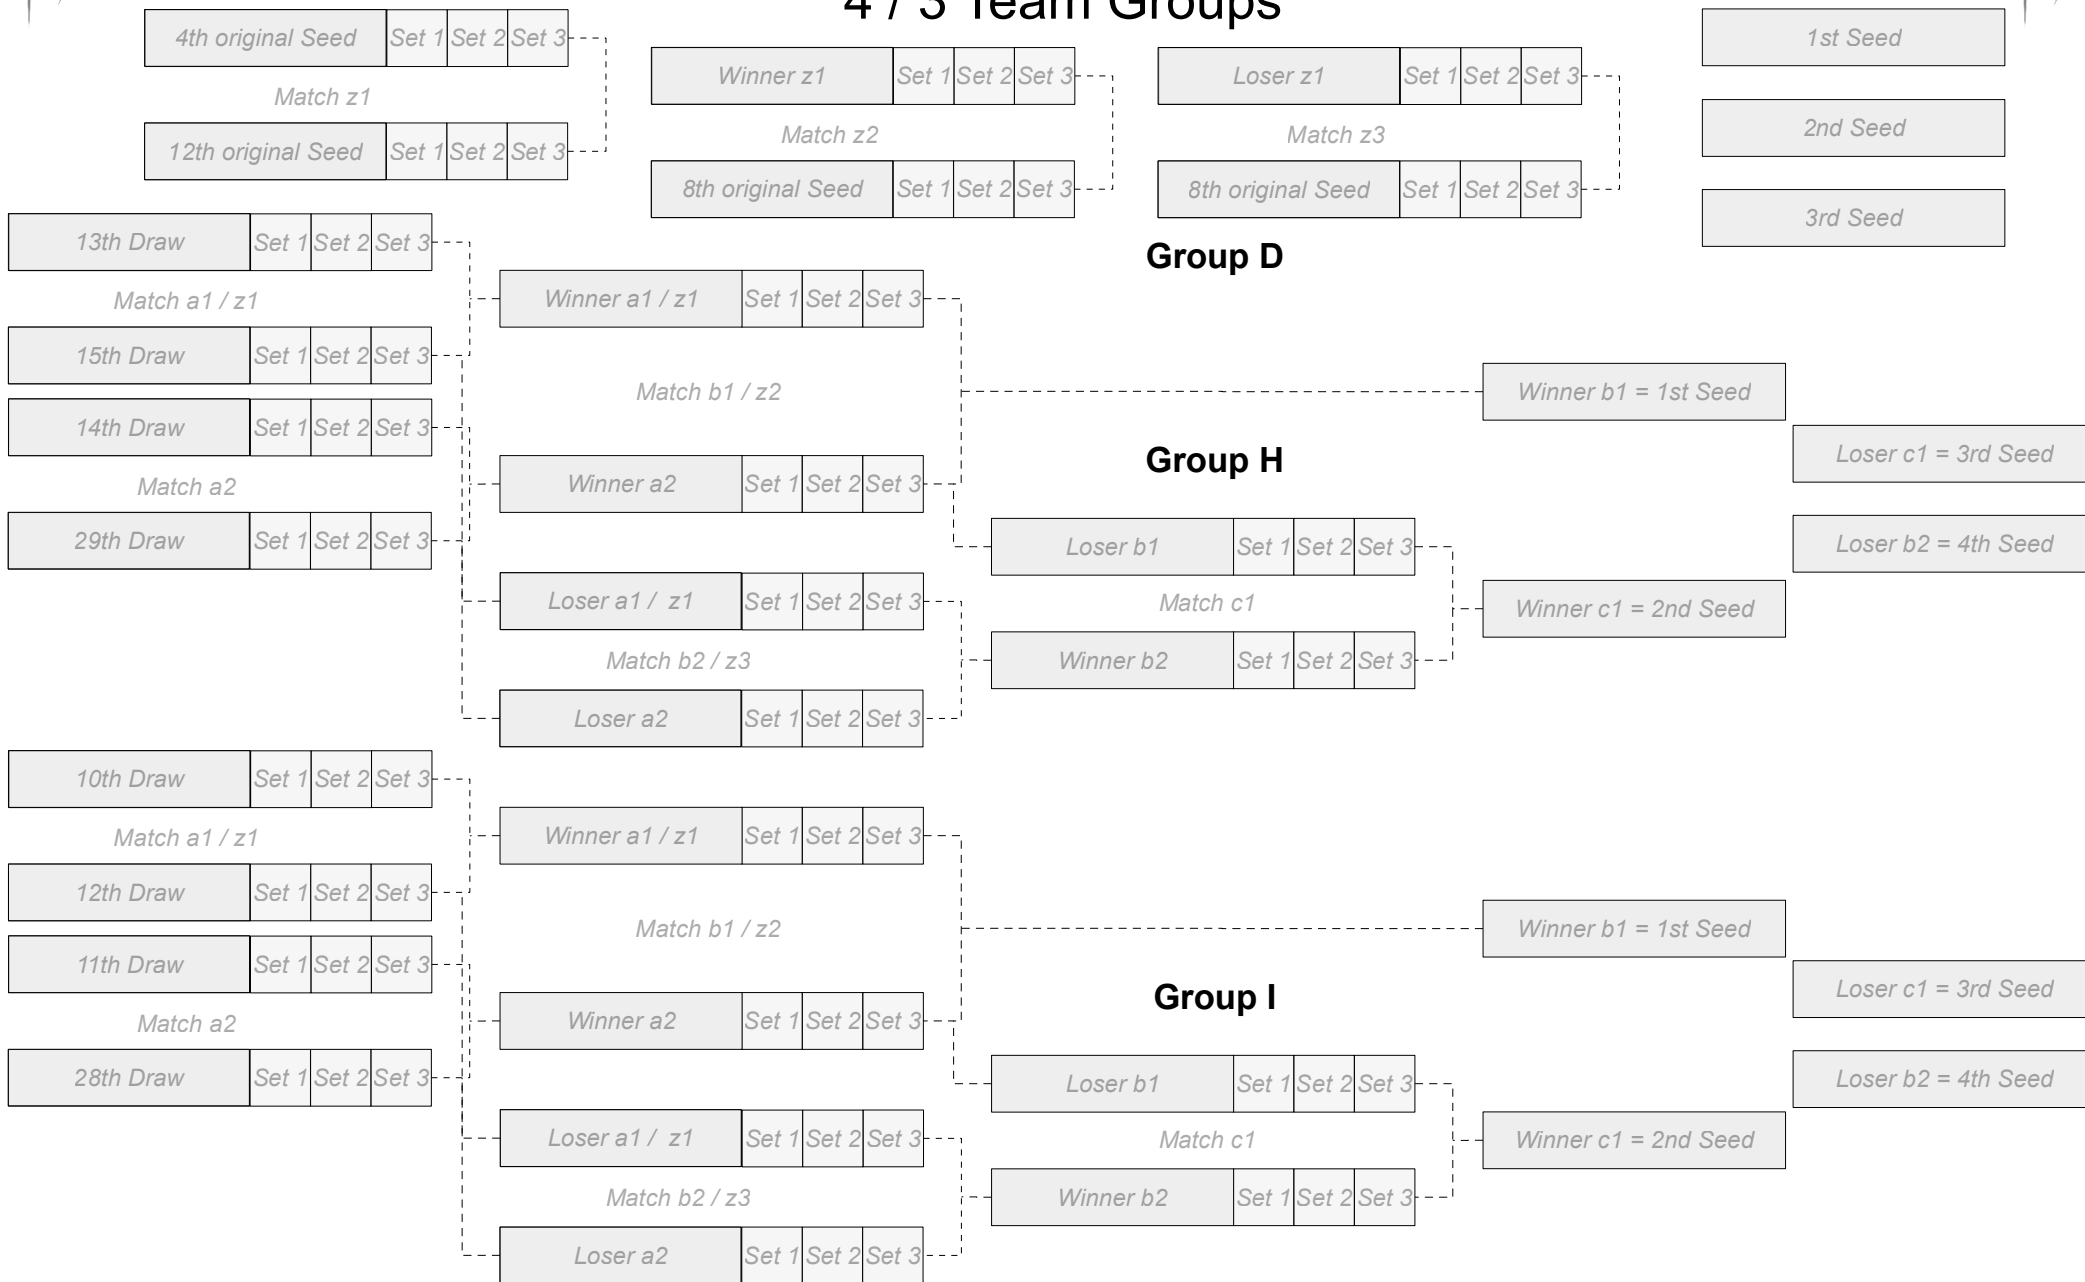 4 / 3 Team Groups
4th original Seed Set 1 Set 2 Set 3
Match z1
12th original Seed Set 1 Set 2 Set 3
Winner z1 Set 1 Set 2 Set 3
Match z2
8th original Seed Set 1 Set 2 Set 3
Loser z1 Set 1 Set 2 Set 3
Match z3
8th original Seed Set 1 Set 2 Set 3
1st Seed
2nd Seed
3rd Seed
Group D
13th Draw Set 1 Set 2 Set 3
Match a1 / z1
15th Draw Set 1 Set 2 Set 3
14th Draw Set 1 Set 2 Set 3
Match a2
29th Draw Set 1 Set 2 Set 3
Winner a1 / z1 Set 1 Set 2 Set 3
Match b1 / z2
Winner a2 Set 1 Set 2 Set 3
Loser a1 / z1 Set 1 Set 2 Set 3
Match b2 / z3
Loser a2 Set 1 Set 2 Set 3
Group H
Loser b1 Set 1 Set 2 Set 3
Match c1
Winner b2 Set 1 Set 2 Set 3
Winner b1 = 1st Seed
Loser c1 = 3rd Seed
Loser b2 = 4th Seed
Winner c1 = 2nd Seed
10th Draw Set 1 Set 2 Set 3
Match a1 / z1
12th Draw Set 1 Set 2 Set 3
11th Draw Set 1 Set 2 Set 3
Match a2
28th Draw Set 1 Set 2 Set 3
Winner a1 / z1 Set 1 Set 2 Set 3
Match b1 / z2
Winner a2 Set 1 Set 2 Set 3
Loser a1 / z1 Set 1 Set 2 Set 3
Match b2 / z3
Loser a2 Set 1 Set 2 Set 3
Group I
Loser b1 Set 1 Set 2 Set 3
Match c1
Winner b2 Set 1 Set 2 Set 3
Winner b1 = 1st Seed
Loser c1 = 3rd Seed
Loser b2 = 4th Seed
Winner c1 = 2nd Seed